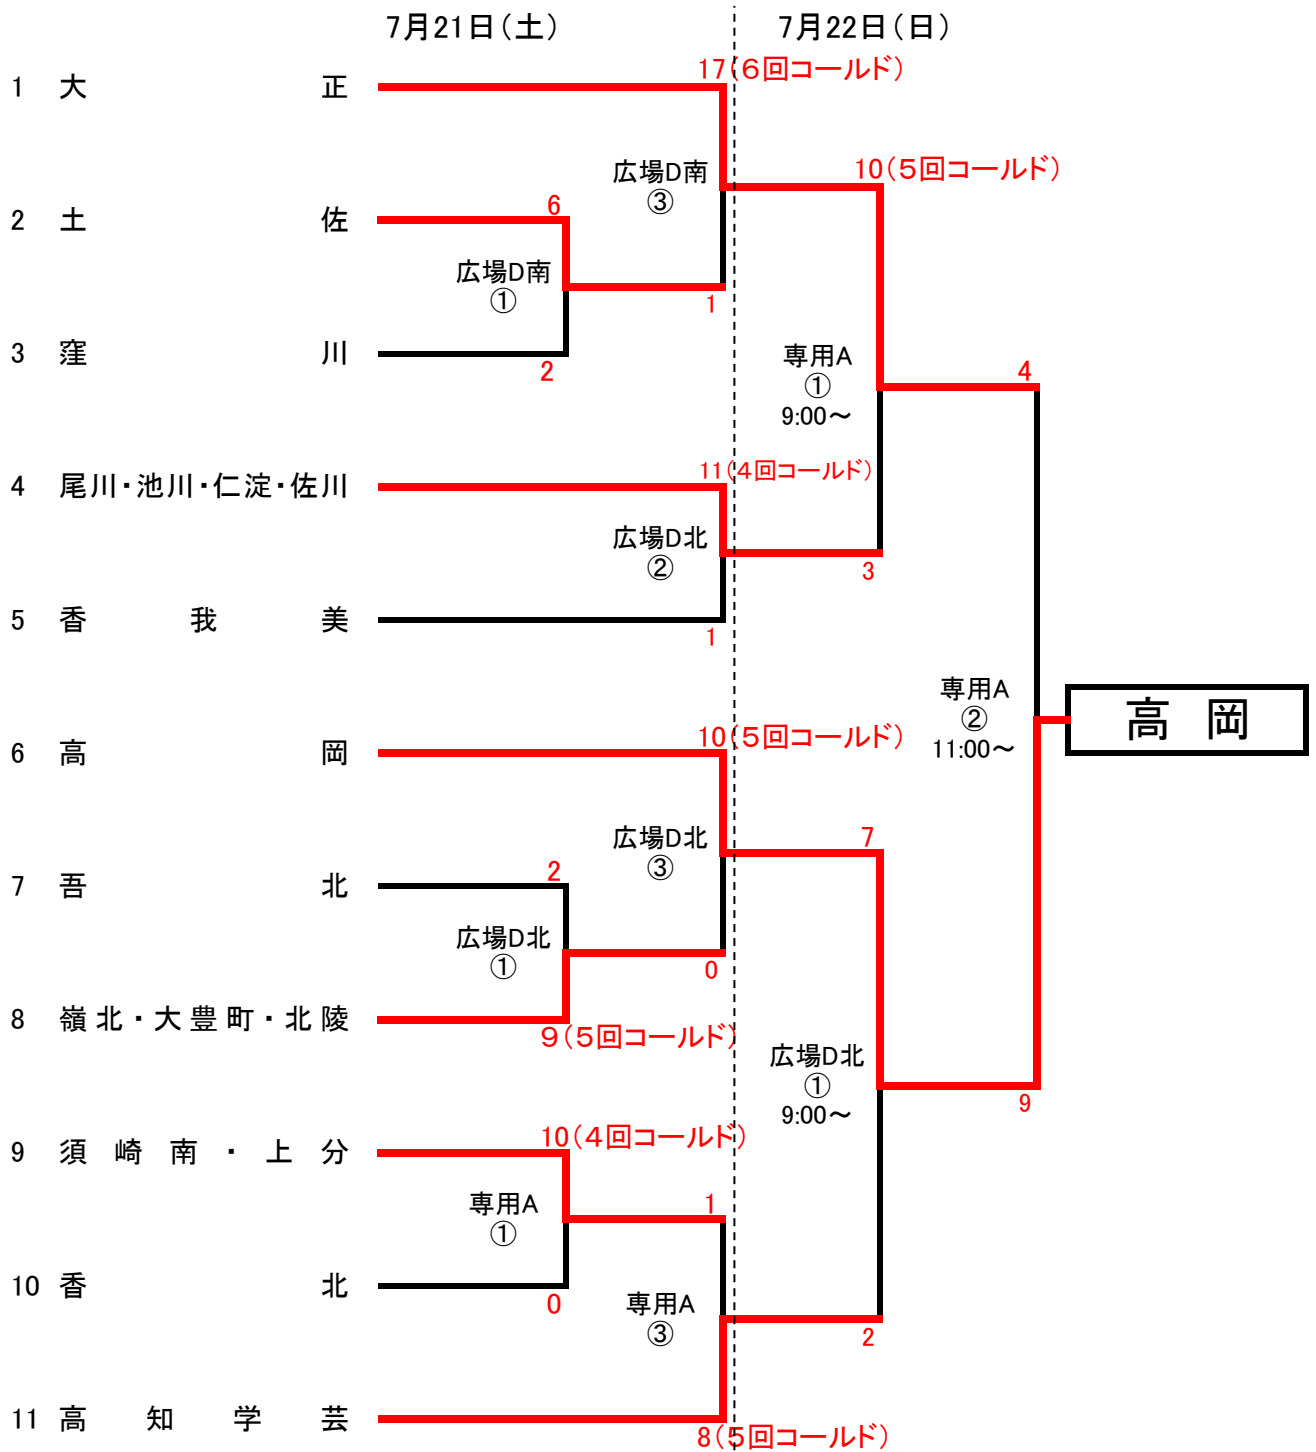 7月21日(土) 7月22日(日)
17(6回コールド)
1 大 正
広場D南
③
10(5回コールド)
6
2 土 佐
広場D南
①
1
3 窪 川
2
専用A
①
9:00～
4
11(4回コールド)
4 尾川・池川・仁淀・佐川
広場D北
②
3
5 香 我 美
1
専用A
②
11:00～
高 岡
10(5回コールド)
6 高 岡
広場D北
③
7
2
7 吾 北
広場D北
①
0
8 嶺北・大豊町・北陵
9(5回コールド)
広場D北
①
9:00～
9
10(4回コールド)
9 須崎南・上分
専用A
①
1
10 香 北
0
専用A
③
2
11 高 知 学 芸
8(5回コールド)